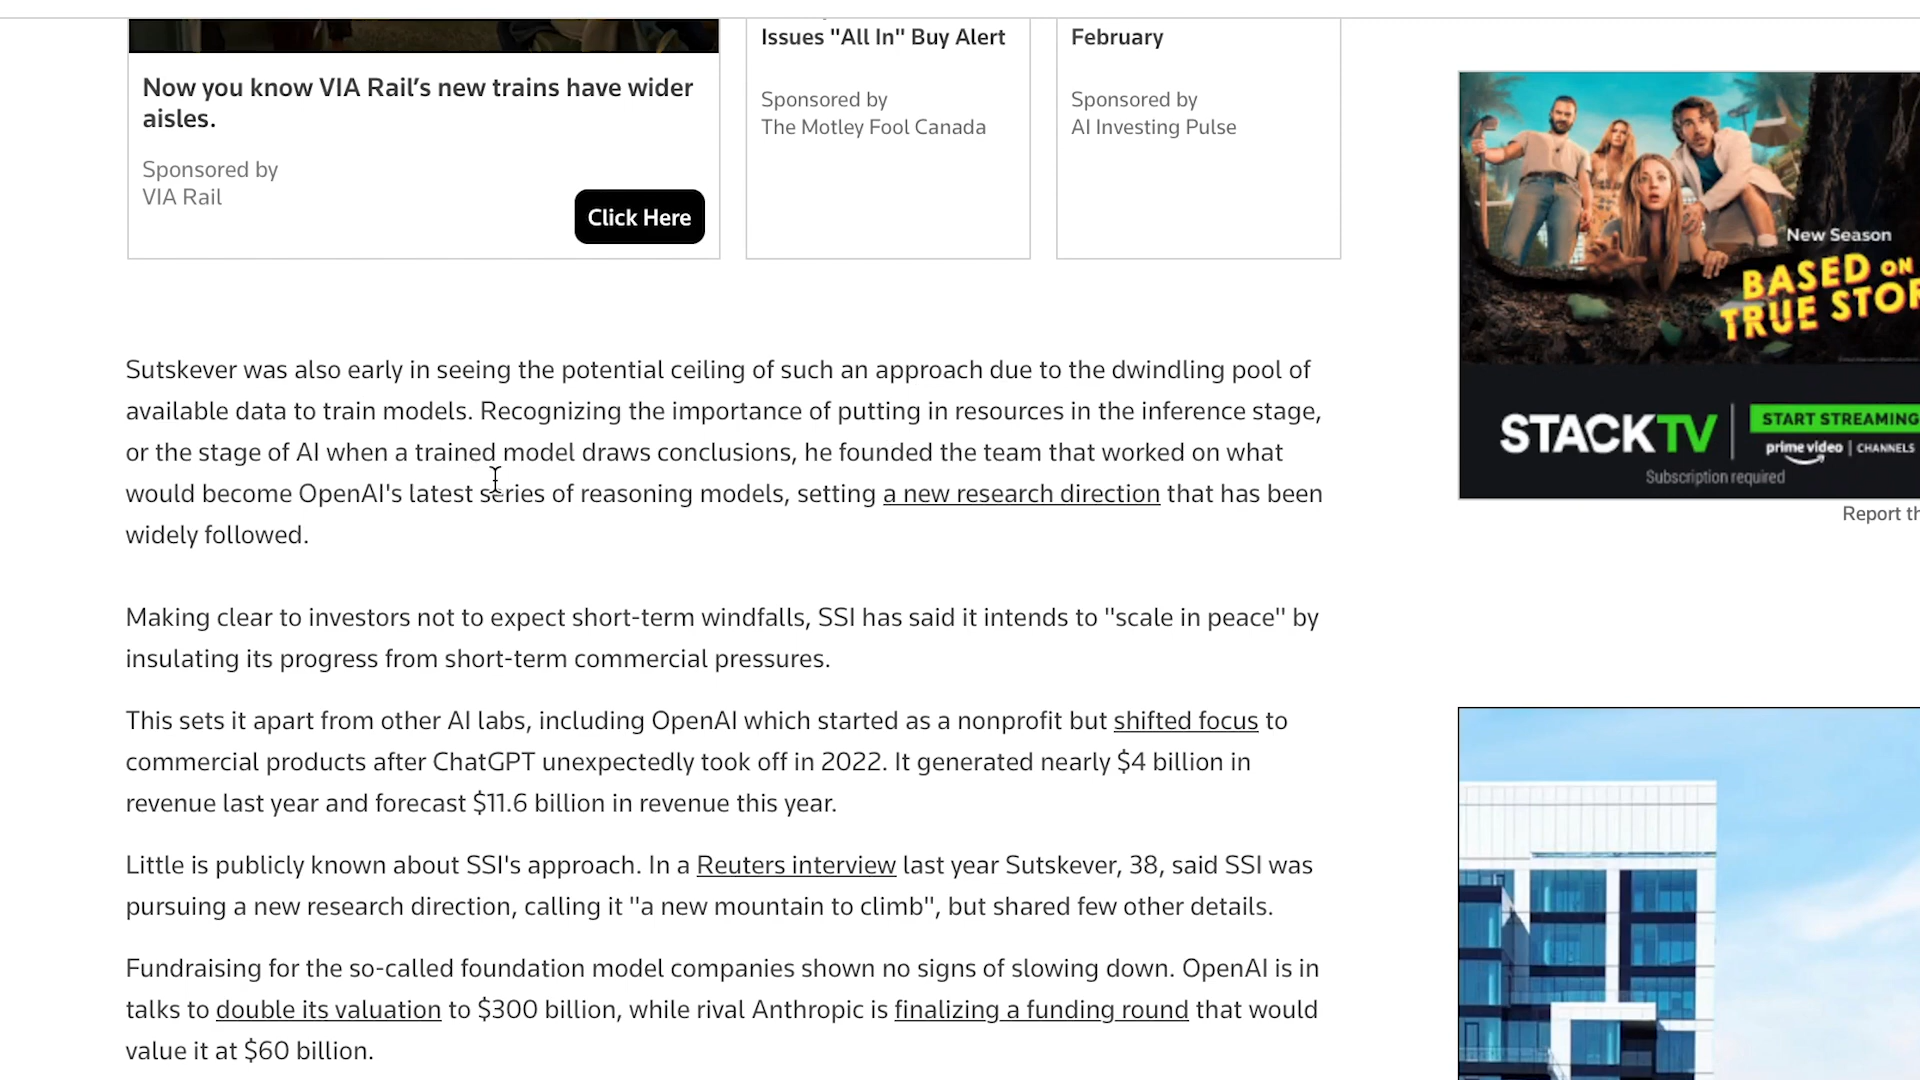 Issues "All In" Buy Alert
February
Now you know VIA Rail’s new trains have wider
aisles.
Sponsored by
The Motley Fool Canada
Sponsored by
AI Investing Pulse
Sponsored by
VIA Rail
Click Here
New Season
BASED ON
TRUE STOR
STACKTV
START STREAMING
prime video | CHANNELS
Subscription required
Report th
Sutskever was also early in seeing the potential ceiling of such an approach due to the dwindling pool of
available data to train models. Recognizing the importance of putting in resources in the inference stage,
or the stage of AI when a trained model draws conclusions, he founded the team that worked on what
would become OpenAI's latest series of reasoning models, setting a new research direction that has been
widely followed.
Making clear to investors not to expect short-term windfalls, SSI has said it intends to "scale in peace" by
insulating its progress from short-term commercial pressures.
This sets it apart from other AI labs, including OpenAI which started as a nonprofit but shifted focus to
commercial products after ChatGPT unexpectedly took off in 2022. It generated nearly $4 billion in
revenue last year and forecast $11.6 billion in revenue this year.
Little is publicly known about SSI's approach. In a Reuters interview last year Sutskever, 38, said SSI was
pursuing a new research direction, calling it "a new mountain to climb", but shared few other details.
Fundraising for the so-called foundation model companies shown no signs of slowing down. OpenAI is in
talks to double its valuation to $300 billion, while rival Anthropic is finalizing a funding round that would
value it at $60 billion.